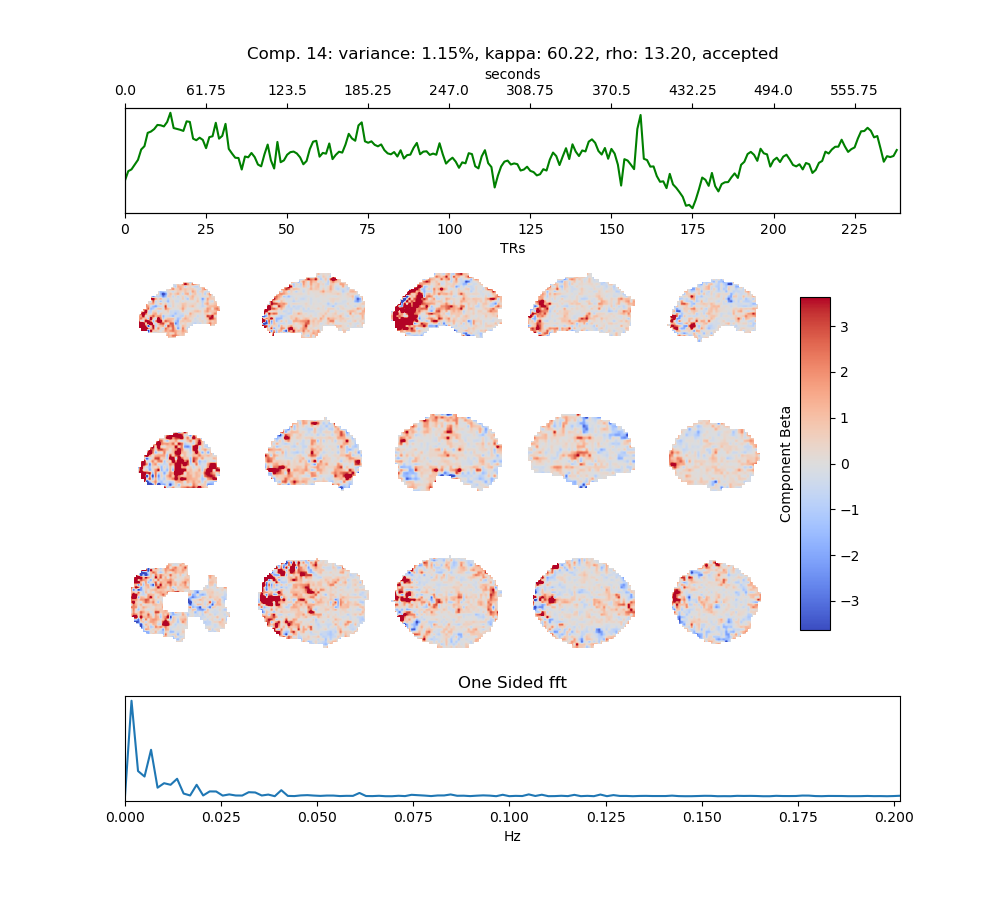 Comp. 14: variance: 1.15%, kappa: 60.22, rho: 13.20, accepted
seconds
0.0 61.75 123.5 185.25 247.0 308.75 370.5 432.25 494.0 555.75
0 25 50 75 100 125 150 175 200 225
TRs
3
2
1
0
−1
−2
−3
Component Beta
One Sided fft
0.000 0.025 0.050 0.075 0.100 0.125 0.150 0.175 0.200
Hz